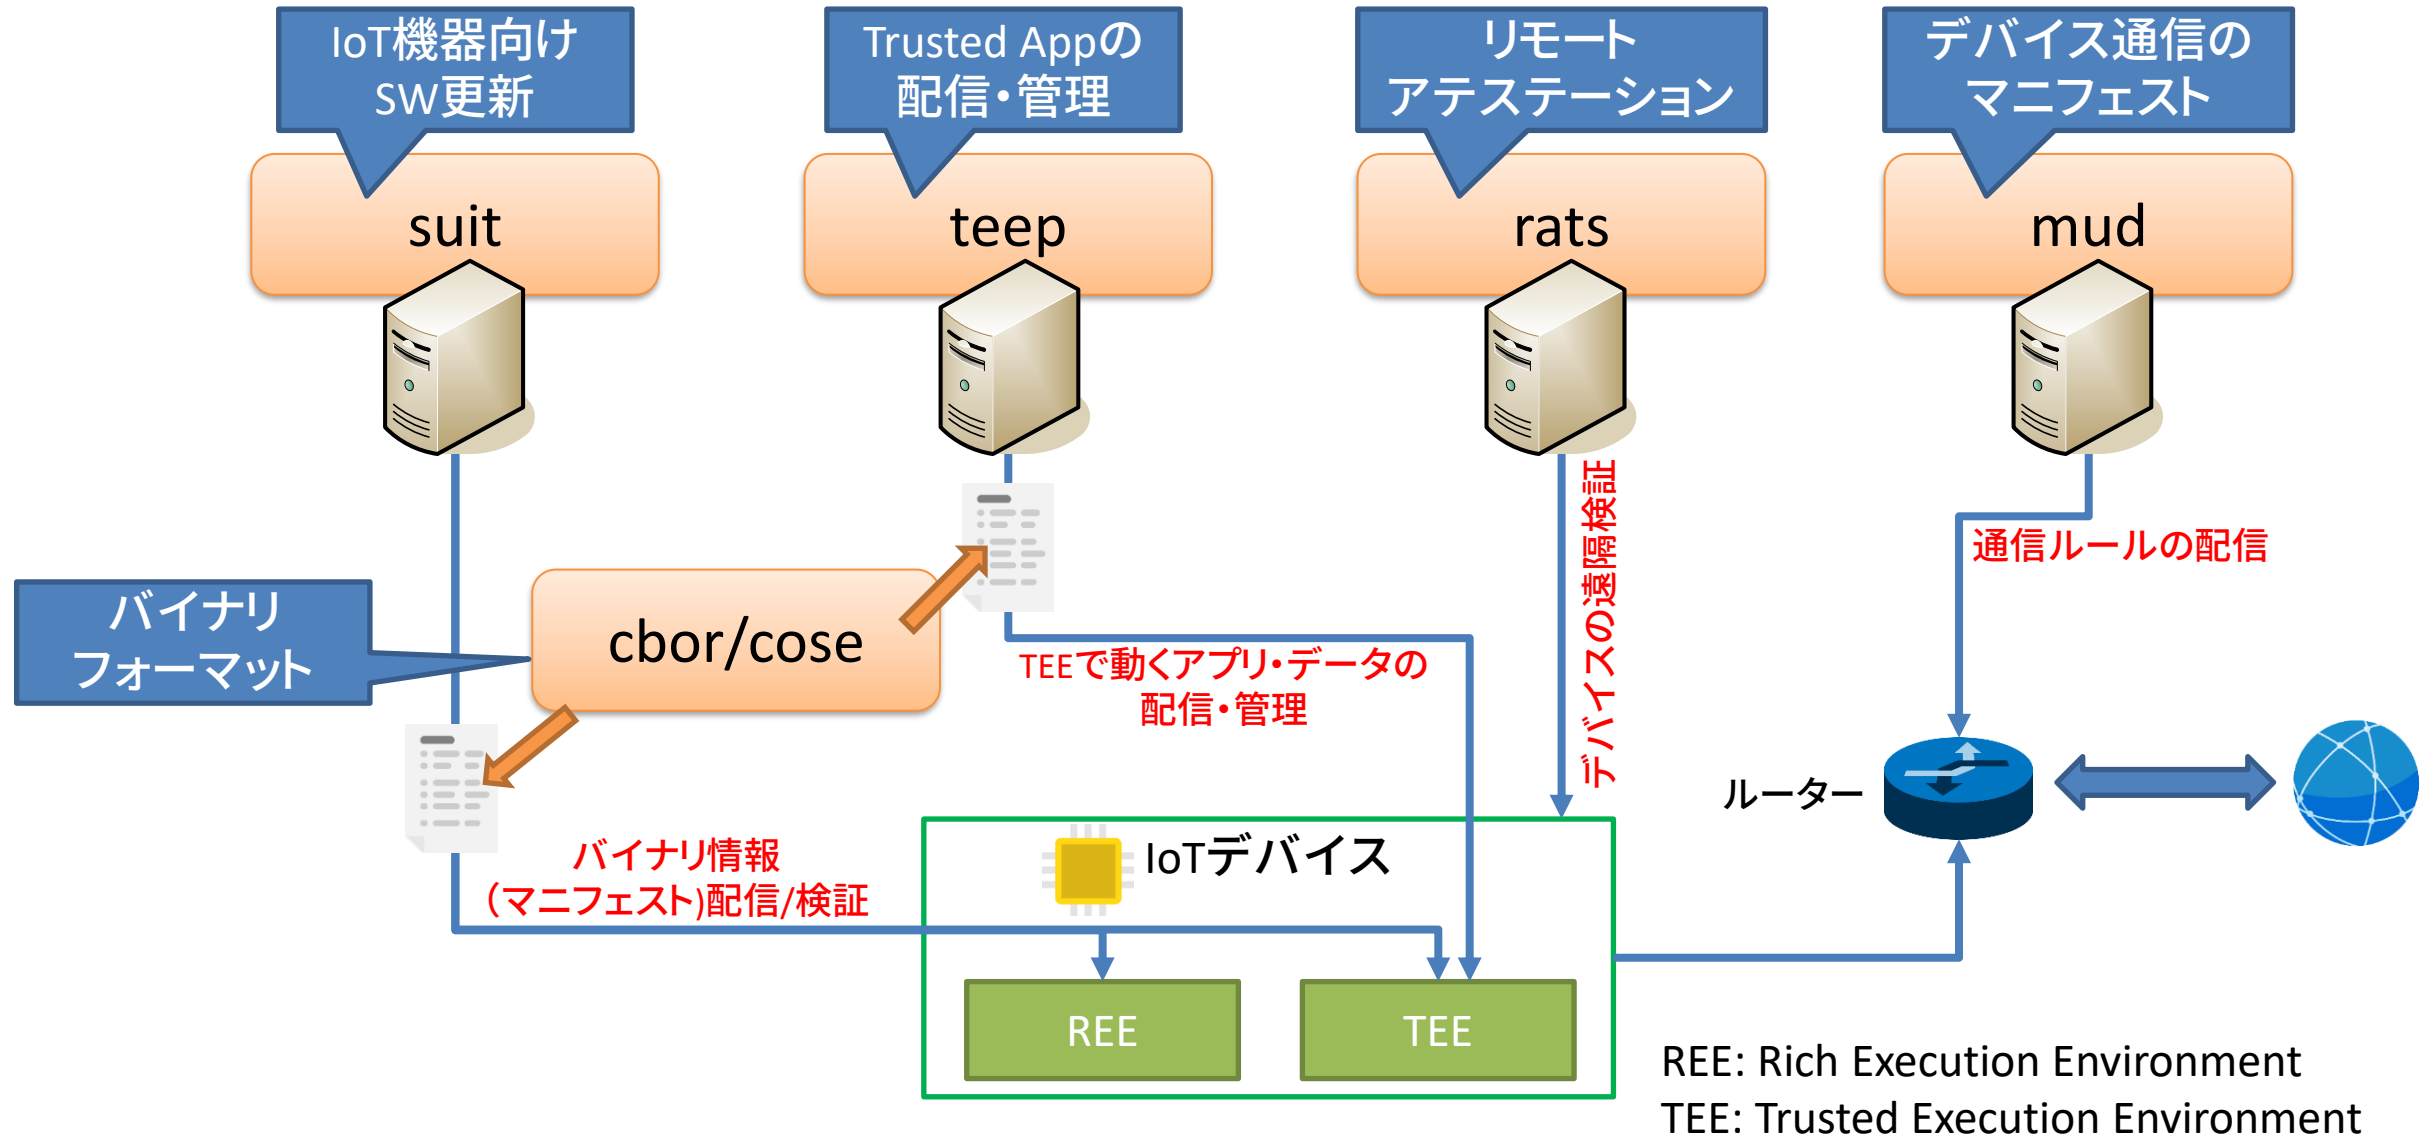 IoT機器向け
SW更新
Trusted Appの
配信・管理
リモート
アテステーション
デバイス通信の
マニフェスト
suit
teep
rats
mud
デバイスの遠隔検証
通信ルールの配信
バイナリ
フォーマット
cbor/cose
TEEで動くアプリ・データの
配信・管理
ルーター
バイナリ情報
（マニフェスト)配信/検証
IoTデバイス
REE
TEE
REE: Rich Execution Environment
TEE: Trusted Execution Environment